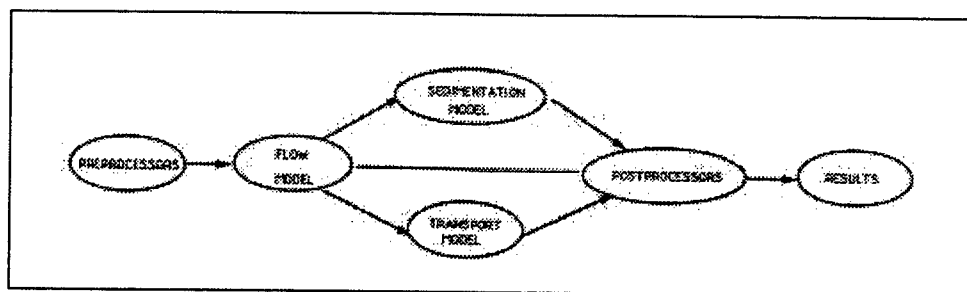 SEDIMENTATION
MODEL
PREPROCESSORS
FLOW
MODEL
POSTPROCESSORS
RESULTS
TRANSPORT
MODEL